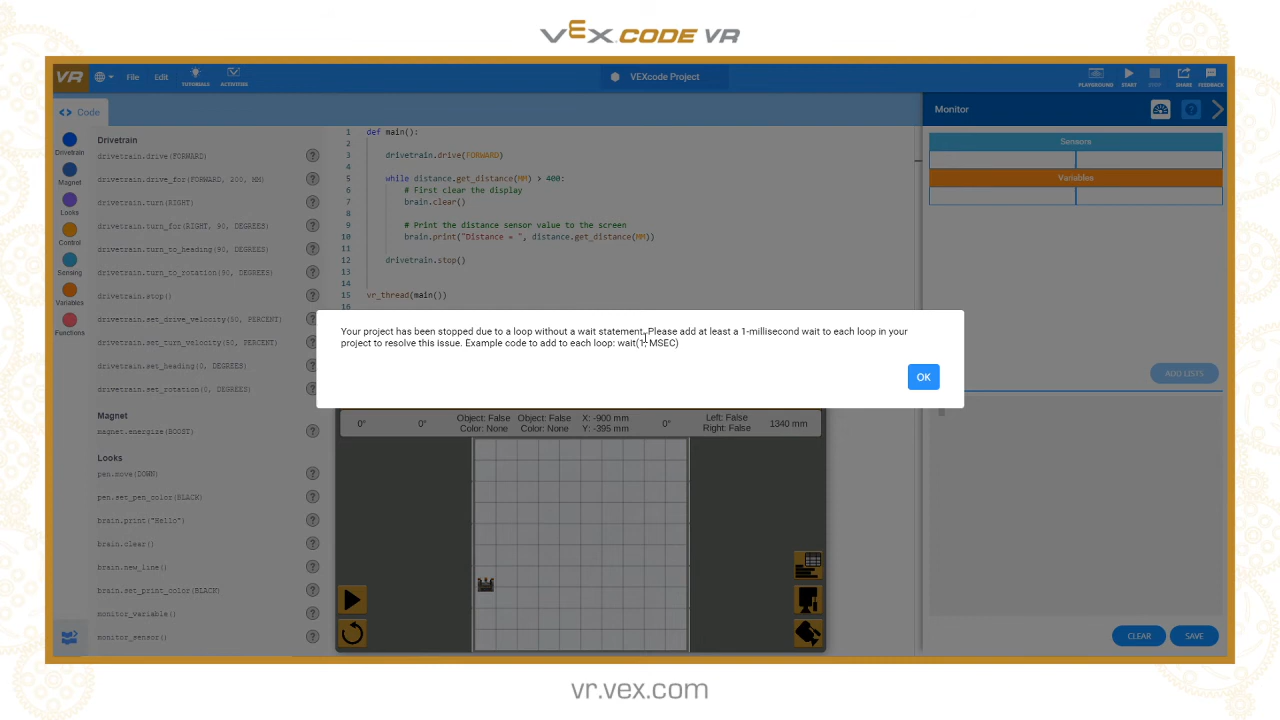 VEX CODE VR
VR File Edit TUTORIALS ACTIVITIES VEXcode Project PLAYGROUND START STOP SHARE FEEDBACK
<> Code
Drivetrain
Magnet
Looks
Control
Sensing
Variables
Functions
Drivetrain
drivetrain.drive(FORWARD) ?
drivetrain.drive_for(FORWARD, 200, MM) ?
drivetrain.turn(RIGHT) ?
drivetrain.turn_for(RIGHT, 90, DEGREES) ?
drivetrain.turn_to_heading(90, DEGREES) ?
drivetrain.turn_to_rotation(90, DEGREES) ?
drivetrain.stop() ?
drivetrain.set_drive_velocity(50, PERCENT) ?
drivetrain.set_turn_velocity(50, PERCENT) ?
drivetrain.set_heading(0, DEGREES) ?
drivetrain.set_rotation(0, DEGREES) ?
Magnet
magnet.energize(BOOST) ?
Looks
pen.move(DOWN) ?
pen.set_pen_color(BLACK) ?
brain.print("Hello") ?
brain.clear() ?
brain.new_line() ?
brain.set_print_color(BLACK) ?
monitor_variable() ?
monitor_sensor() ?
1 def main():
2
3 drivetrain.drive(FORWARD)
4
5 while distance.get_distance(MM) > 400:
6 # First clear the display
7 brain.clear()
8
9 # Print the distance sensor value to the screen
10 brain.print("Distance = ", distance.get_distance(MM))
11
12 drivetrain.stop()
13
14
15 vr_thread(main())
16
Your project has been stopped due to a loop without a wait statement. Please add at least a 1-millisecond wait to each loop in your
project to resolve this issue. Example code to add to each loop: wait(1, MSEC)
OK
0° 0° Object: False Object: False X: -900 mm 0° Left: False 1340 mm
Color: None Color: None Y: -395 mm Right: False
Monitor ?
Sensors
Variables
ADD LISTS
CLEAR SAVE
vr.vex.com